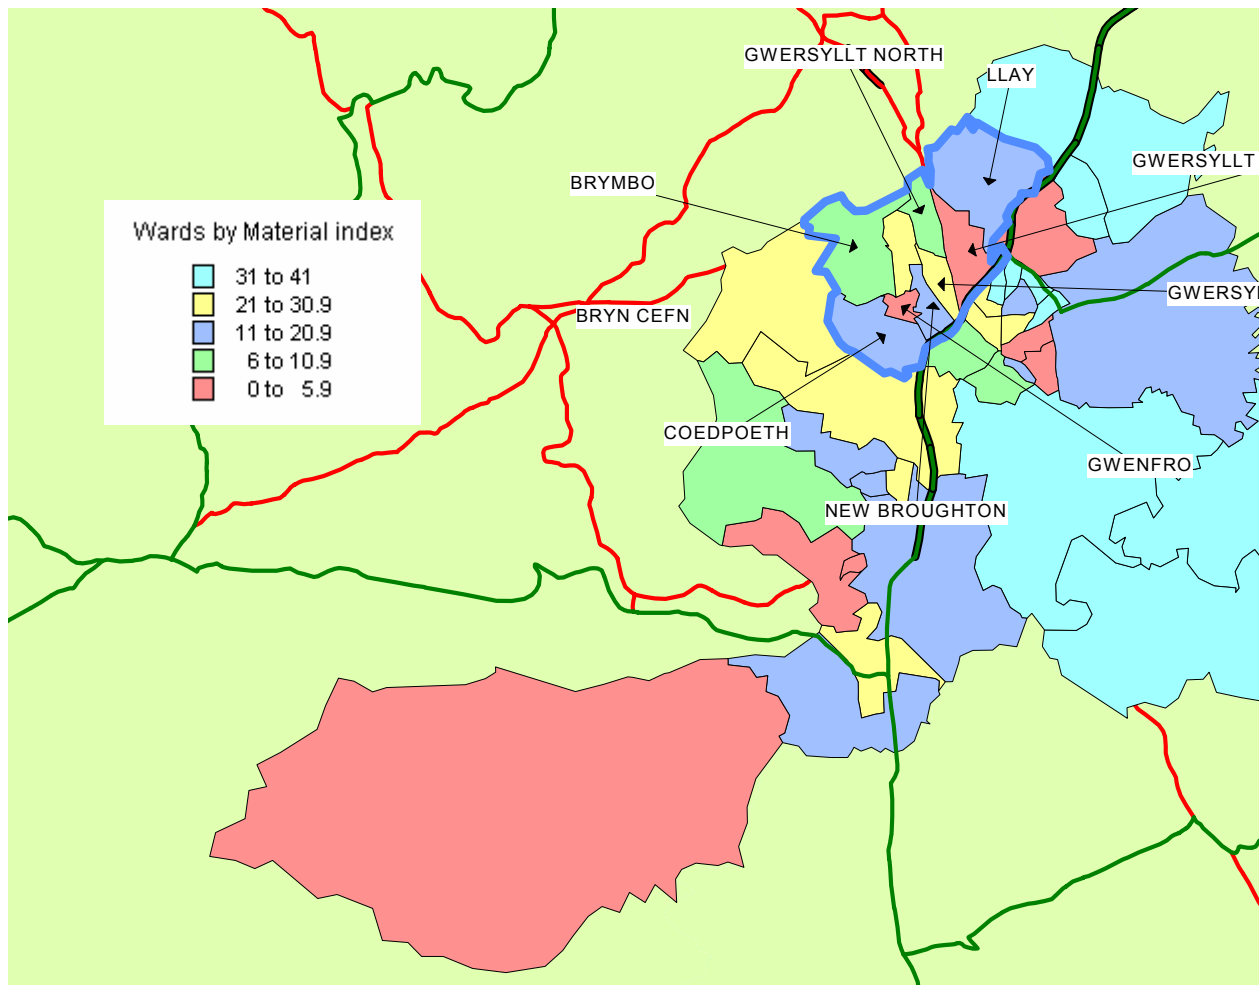 GWERSYLLT NORTH
LLAY
GWERSYLLT
BRYMBO
Wards by Material index
31 to 41
21 to 30.9
11 to 20.9
6 to 10.9
0 to 5.9
GWERSYL
BRYN CEFN
COEDPOETH
GWENFRO
NEW BROUGHTON